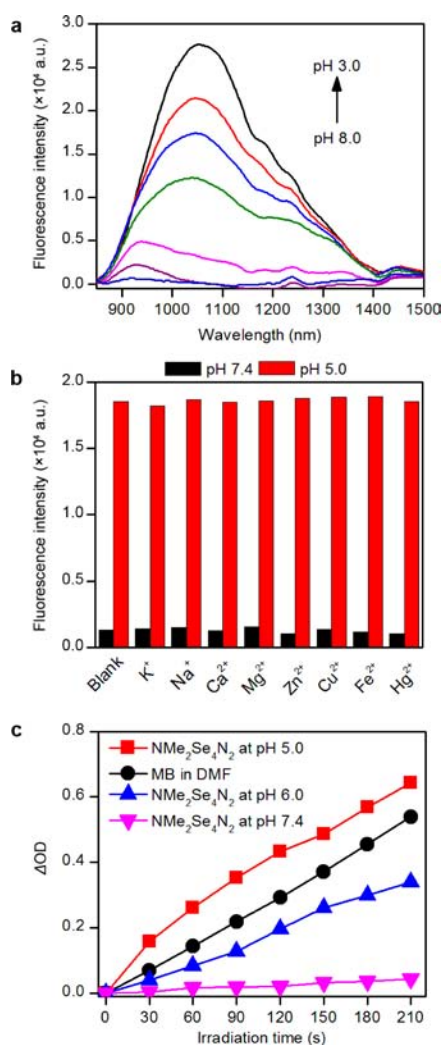 a
3.0
2.5
2.0
1.5
1.0
0.5
0.0
Fluorescence intensity (×10⁴ a.u.)
pH 3.0
pH 8.0
900 1000 1100 1200 1300 1400 1500
Wavelength (nm)
b
pH 7.4 pH 5.0
2.0
1.5
1.0
0.5
0.0
Fluorescence intensity (×10⁴ a.u.)
Blank K⁺ Na⁺ Ca²⁺ Mg²⁺ Zn²⁺ Cu²⁺ Fe²⁺ Hg²⁺
c
0.8
0.6
0.4
0.2
0.0
ΔOD
NMe₂Se₄N₂ at pH 5.0
MB in DMF
NMe₂Se₄N₂ at pH 6.0
NMe₂Se₄N₂ at pH 7.4
0 30 60 90 120 150 180 210
Irradiation time (s)